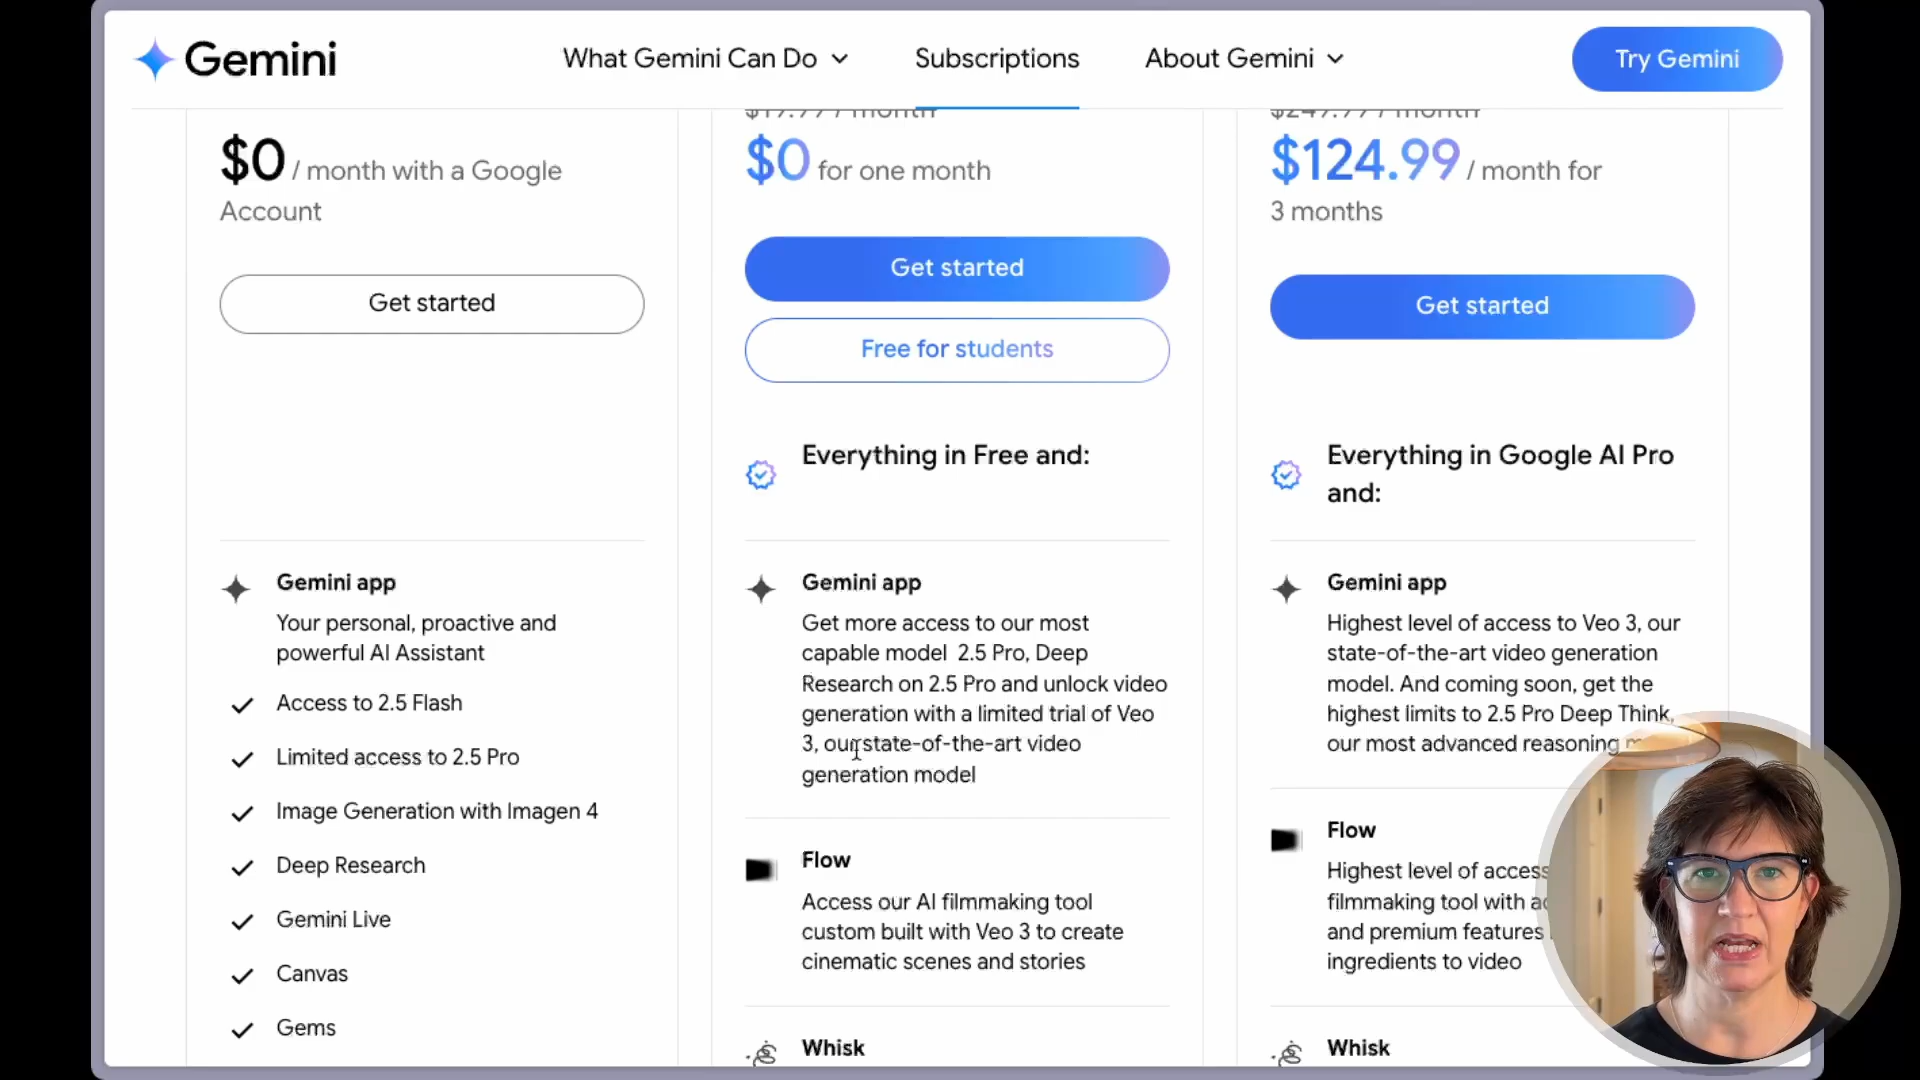 Gemini
What Gemini Can Do
Subscriptions
About Gemini
Try Gemini
$0 / month with a Google
Account
Get started
Gemini app
Your personal, proactive and
powerful AI Assistant
Access to 2.5 Flash
Limited access to 2.5 Pro
Image Generation with Imagen 4
Deep Research
Gemini Live
Canvas
Gems
$19.99 / month
$0 for one month
Get started
Free for students
Everything in Free and:
Gemini app
Get more access to our most
capable model 2.5 Pro, Deep
Research on 2.5 Pro and unlock video
generation with a limited trial of Veo
3, our state-of-the-art video
generation model
Flow
Access our AI filmmaking tool
custom built with Veo 3 to create
cinematic scenes and stories
Whisk
$249.99 / month
$124.99 / month for
3 months
Get started
Everything in Google AI Pro
and:
Gemini app
Highest level of access to Veo 3, our
state-of-the-art video generation
model. And coming soon, get the
highest limits to 2.5 Pro Deep Think,
our most advanced reasoning
Flow
Highest level of access
filmmaking tool with
and premium features
ingredients to video
Whisk